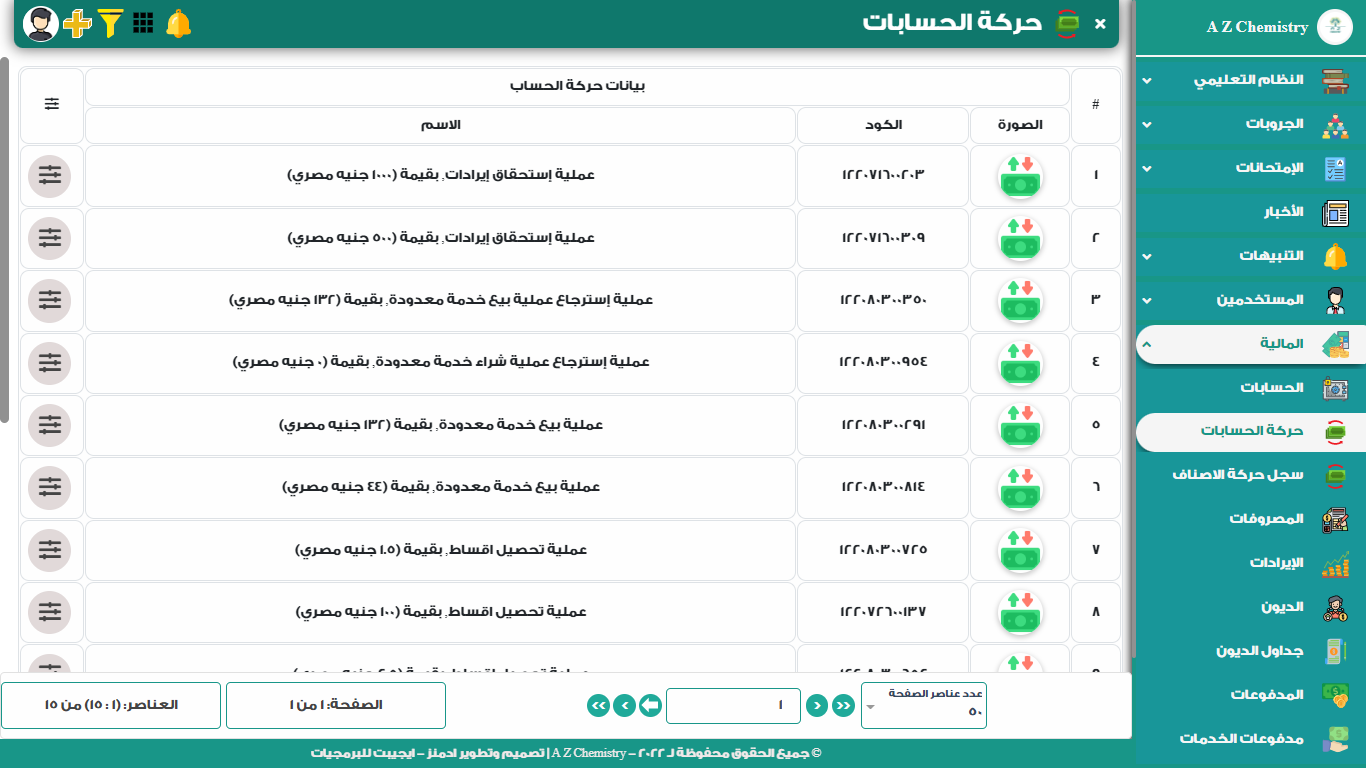 A Z Chemistry
النظام التعليمي
الجروبات
الإمتحانات
الأخبار
التنبيهات
المستخدمين
المالية
الحسابات
حركة الحسابات
سجل حركة الاصناف
المصروفات
الإيرادات
الديون
جداول الديون
المدفوعات
مدفوعات الخدمات
× حركة الحسابات
# بيانات حركة الحساب
الصورة الكود الاسم
١ ١٢٢٠٧١٦٠٠٢٠٣ عملية إستحقاق إيرادات, بقيمة (١٠٠٠ جنيه مصري)
٢ ١٢٢٠٧١٦٠٠٣٠٩ عملية إستحقاق إيرادات, بقيمة (٥٠٠ جنيه مصري)
٣ ١٢٢٠٨٠٣٠٠٣٥٠ عملية إسترجاع عملية بيع خدمة معدودة, بقيمة (١٣٢ جنيه مصري)
٤ ١٢٢٠٨٠٣٠٠٩٥٤ عملية إسترجاع عملية شراء خدمة معدودة, بقيمة (٠ جنيه مصري)
٥ ١٢٢٠٨٠٣٠٠٢٩١ عملية بيع خدمة معدودة, بقيمة (١٣٢ جنيه مصري)
٦ ١٢٢٠٨٠٣٠٠٨١٤ عملية بيع خدمة معدودة, بقيمة (٤٤ جنيه مصري)
٧ ١٢٢٠٨٠٣٠٠٧٢٥ عملية تحصيل اقساط, بقيمة (١.٥ جنيه مصري)
٨ ١٢٢٠٧٢٦٠٠١٣٧ عملية تحصيل اقساط, بقيمة (١٠٠ جنيه مصري)
عدد عناصر الصفحة
٥٠
١
الصفحة: ١ من ١
العناصر: (١ : ١٥) من ١٥
© جميع الحقوق محفوظة لـ ٢٠٢٢ – A Z Chemistry | تصميم وتطوير ادمنز – ايجيبت للبرمجيات